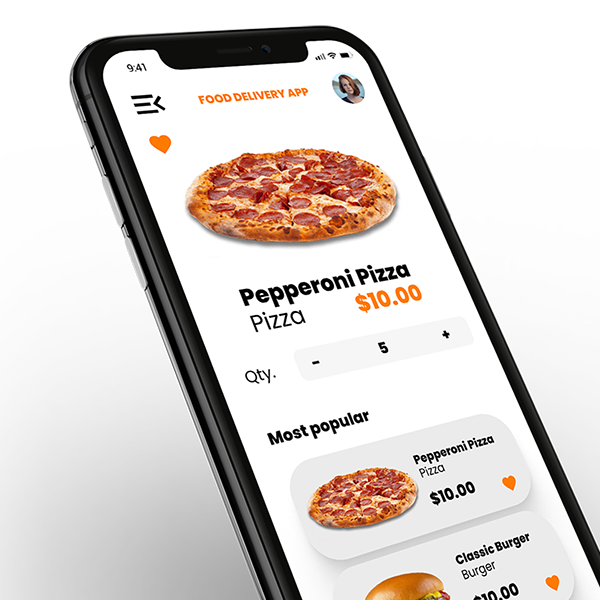 9:41
FOOD DELIVERY APP
Pepperoni Pizza
Pizza
$10.00
Qty.
- 5 +
Most popular
Pepperoni Pizza
Pizza
$10.00
Classic Burger
Burger
$10.00